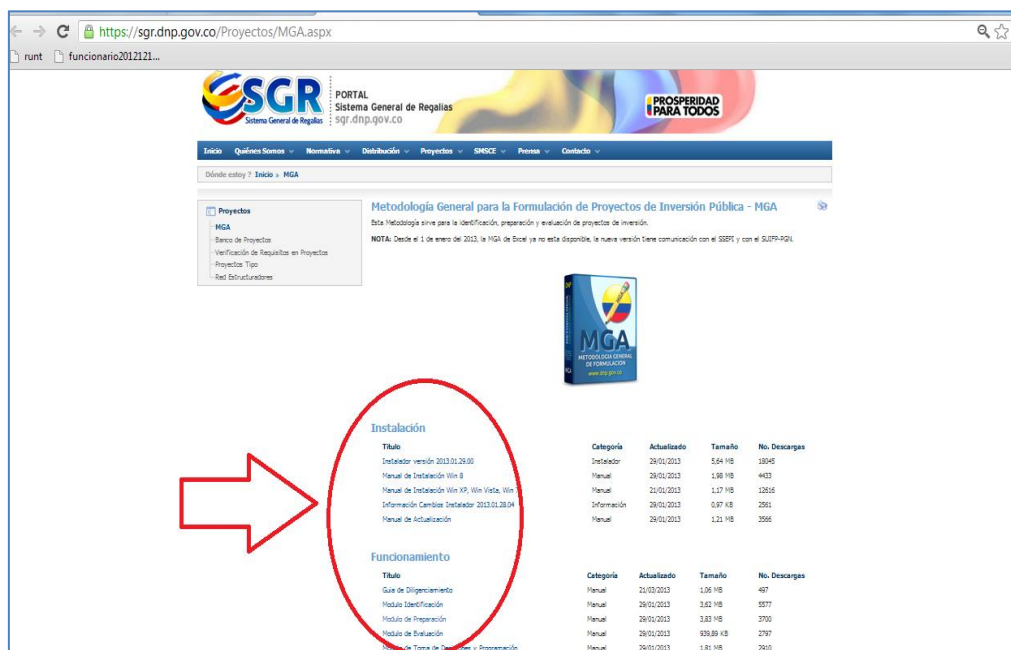 https://sgr.dnp.gov.co/Proyectos/MGA.aspx
runt funcionario2012121...
SGR
Sistema General de Regalías
PORTAL
Sistema General de Regalías
sgr.dnp.gov.co
PROSPERIDAD
PARA TODOS
Inicio Quiénes Somos Normativa Distribución Proyectos SMSCE Prensa Contacto
Dónde estoy ? Inicio » MGA
Proyectos
MGA
Banco de Proyectos
Verificación de Requisitos en Proyectos
Proyectos Tipo
Red Estructuradores
Metodología General para la Formulación de Proyectos de Inversión Pública - MGA
Esta Metodología sirve para la identificación, preparación y evaluación de proyectos de inversión.
NOTA: Desde el 1 de enero del 2013, la MGA de Excel ya no esta disponible, la nueva versión tiene comunicación con el SSEPI y con el SUIFP-PGN.
MGA
METODOLOGÍA GENERAL
DE FORMULACIÓN
www.dnp.gov.co
Instalación
Título Categoría Actualizado Tamaño No. Descargas
Instalador versión 2013.01.29.00 Instalador 29/01/2013 5,64 MB 18045
Manual de Instalación Win 8 Manual 29/01/2013 1,98 MB 4433
Manual de Instalación Win XP, Win Vista, Win Manual 21/01/2013 1,17 MB 12616
Información Cambios Instalador 2013.01.28.04 Información 29/01/2013 0,97 KB 2561
Manual de Actualización Manual 29/01/2013 1,21 MB 3566
Funcionamiento
Título Categoría Actualizado Tamaño No. Descargas
Guia de Diligenciamiento Manual 21/03/2013 1,06 MB 497
Modulo Identificación Manual 29/01/2013 3,62 MB 5577
Modulo de Preparación Manual 29/01/2013 3,83 MB 3700
Modulo de Evaluación Manual 29/01/2013 939,89 KB 2797
Modulo de Toma de Decisiones y Programación Manual 29/01/2013 1,81 MB 2910